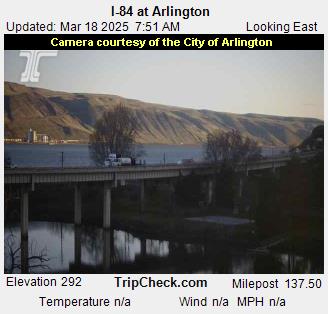 I-84 at Arlington
Updated: Mar 18 2025 7:51 AM Looking East
Camera courtesy of the City of Arlington
Elevation 292 TripCheck.com Milepost 137.50
Temperature n/a Wind n/a MPH n/a